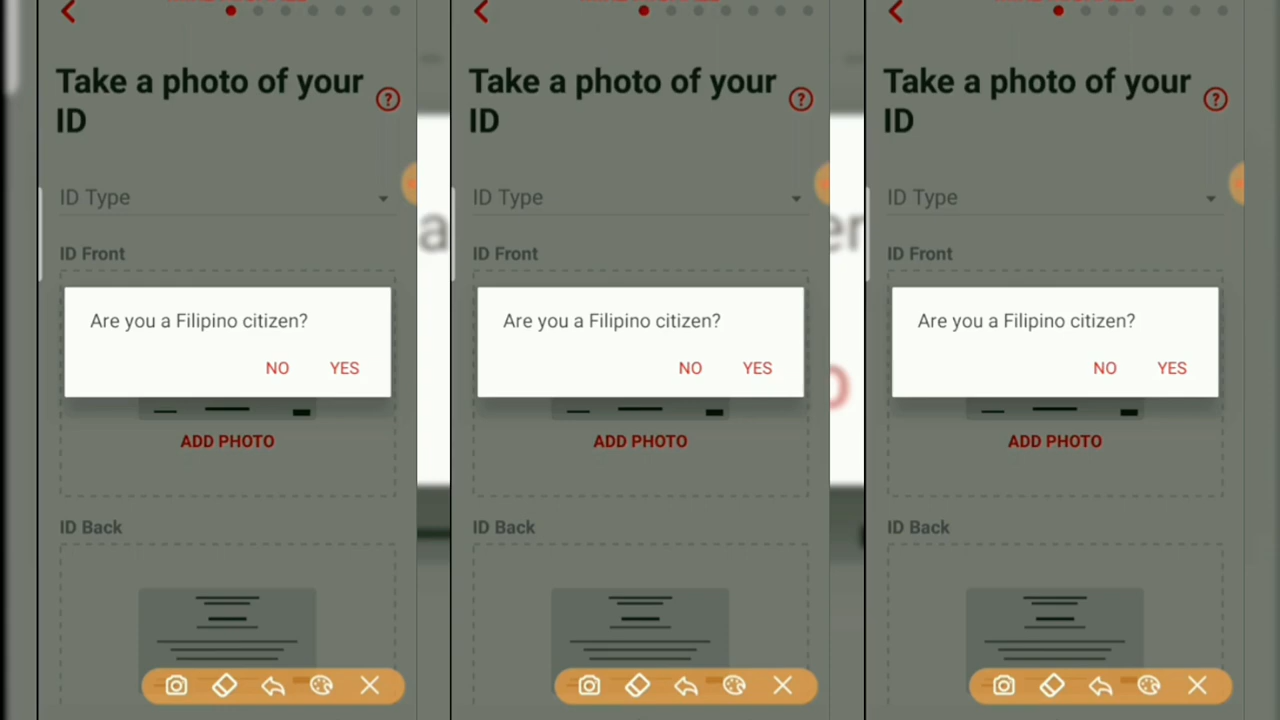 Take a photo of your
ID
ID Type
ID Front
Are you a Filipino citizen?
NO YES
ADD PHOTO
ID Back
Take a photo of your
ID
ID Type
ID Front
Are you a Filipino citizen?
NO YES
ADD PHOTO
ID Back
Take a photo of your
ID
ID Type
ID Front
Are you a Filipino citizen?
NO YES
ADD PHOTO
ID Back